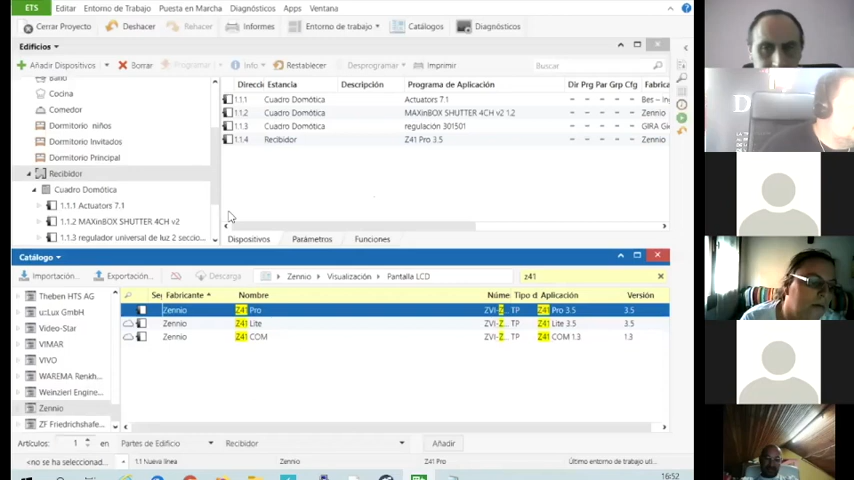 ETS Editar Entorno de Trabajo Puesta en Marcha Diagnósticos Apps Ventana
Cerrar Proyecto Deshacer Rehacer Informes Entorno de trabajo Catálogos Diagnósticos
Edificios
Añadir Dispositivos Borrar Programar Info Restablecer Desprogramar Imprimir Buscar
Baño
Cocina
Comedor
Dormitorio niños
Dormitorio Invitados
Dormitorio Principal
Recibidor
Cuadro Domótica
1.1.1 Actuators 7.1
1.1.2 MAXinBOX SHUTTER 4CH v2
1.1.3 regulador universal de luz 2 seccio...
Direcci Estancia Descripción Programa de Aplicación Dir Prg Par Grp Cfg Fabrica
1.1.1 Cuadro Domótica Actuators 7.1 – – – – – Bes – In
1.1.2 Cuadro Domótica MAXinBOX SHUTTER 4CH v2 1.2 – – – – – Zennio
1.1.3 Cuadro Domótica regulación 301501 – – – – – GIRA Gi
1.1.4 Recibidor Z41 Pro 3.5 – – – – – Zennio
Dispositivos Parámetros Funciones
Catálogo
Importación... Exportación... Descarga Zennio Visualización Pantalla LCD z41
Theben HTS AG
u::Lux GmbH
Video-Star
VIMAR
VIVO
WAREMA Renkh...
Weinzierl Engine...
Zennio
ZF Friedrichshafe
Seg Fabricante Nombre Núme Tipo d Aplicación Versión
Zennio Z41 Pro ZVI-Z... TP Z41 Pro 3.5 3.5
Zennio Z41 Lite ZVI-Z... TP Z41 Lite 3.5 3.5
Zennio Z41 COM ZVI-Z... TP Z41 COM 1.3 1.3
Artículos: 1 en Partes de Edificio Recibidor Añadir
<no se ha seleccionad... 1.1 Nueva línea Zennio Z41 Pro Último entorno de trabajo uti...
16:52